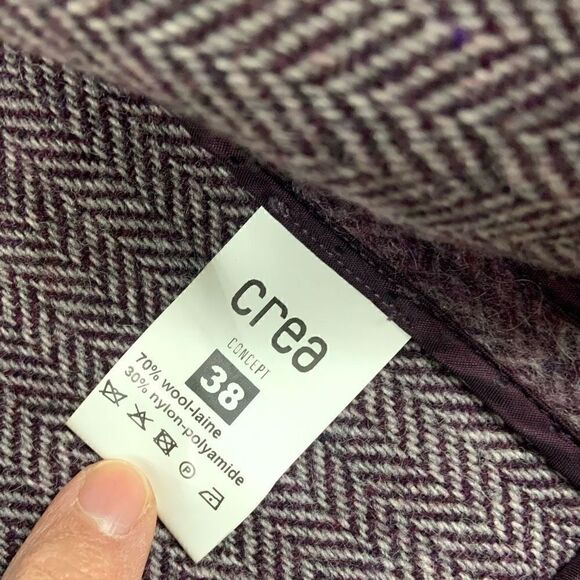 crea
CONCEPT
38
70% wool-laine
30% nylon-polyamide
P